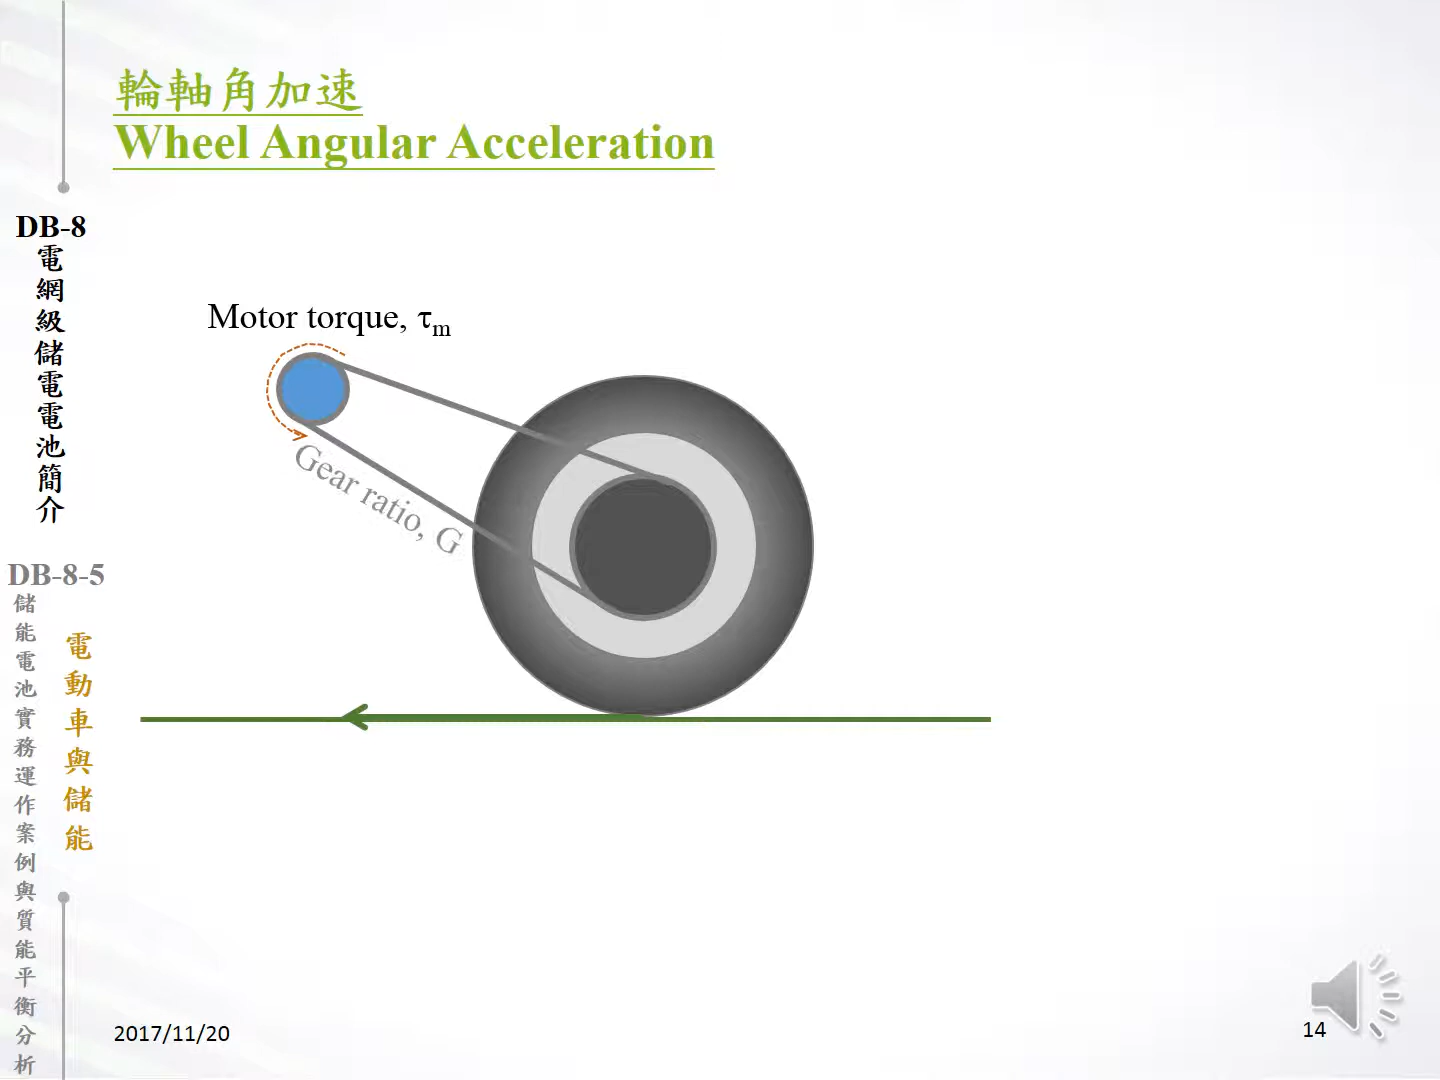 輪軸角加速
Wheel Angular Acceleration
DB-8
電網級儲電電池簡介
DB-8-5
儲能電池實務運作案例與質能平衡分析
電動車與儲能
Motor torque, τm
Gear ratio, G
2017/11/20
14